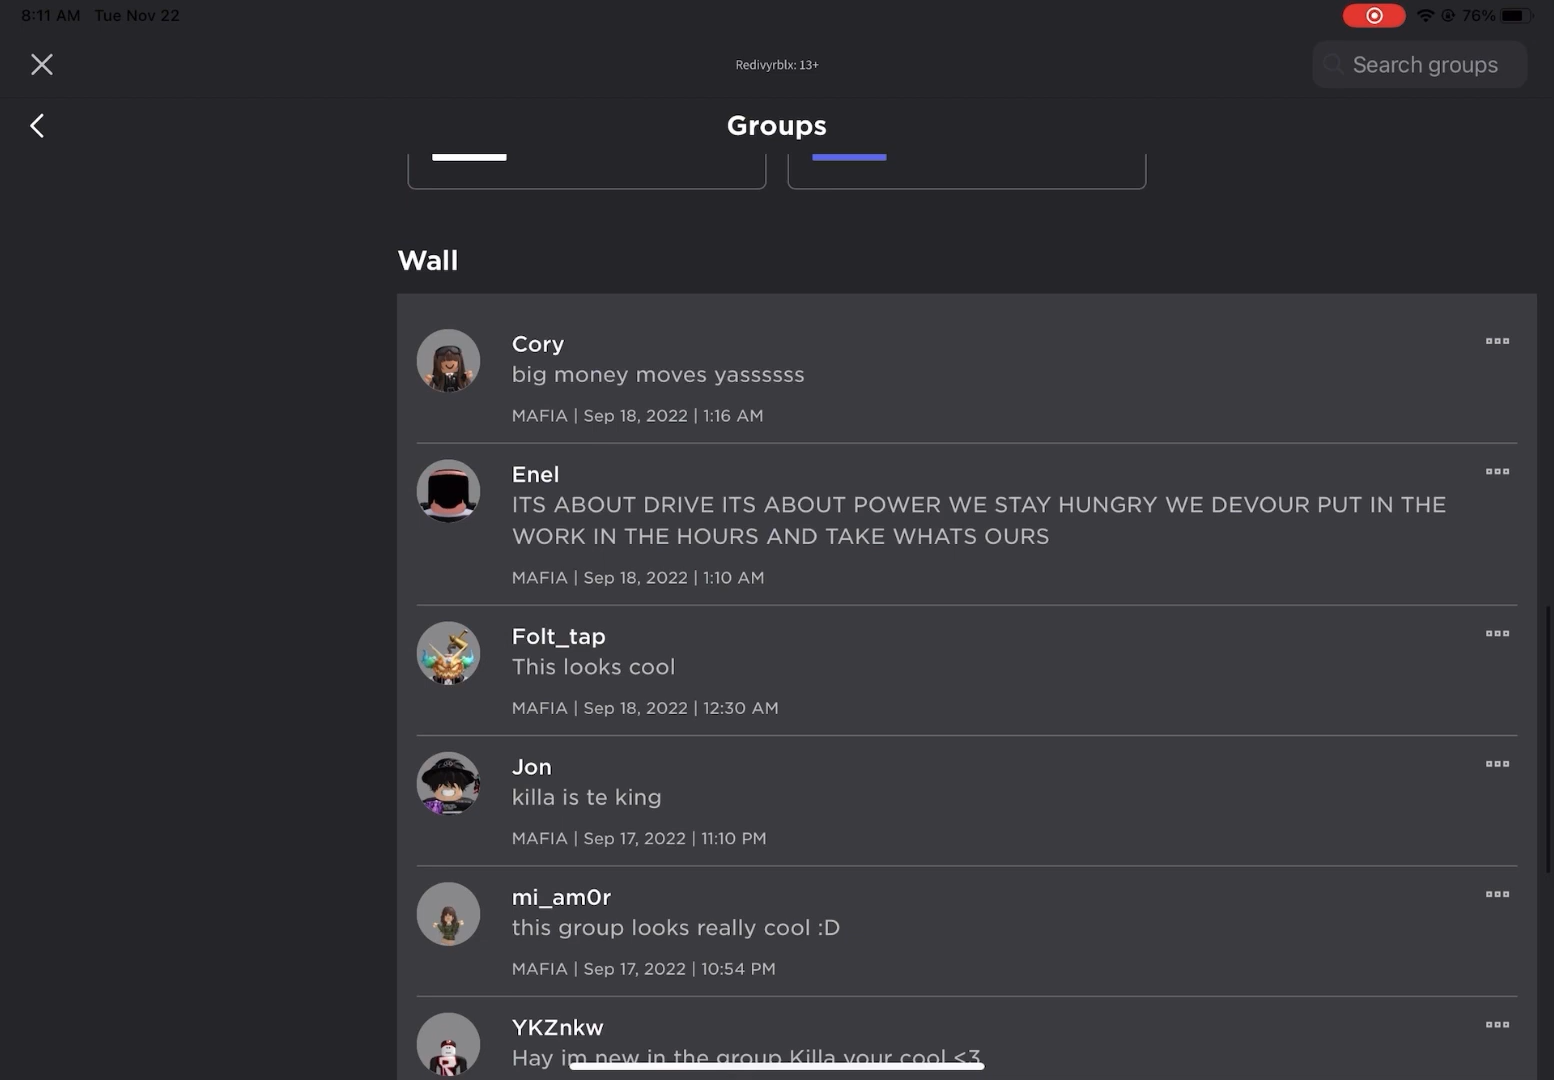 8:11 AM Tue Nov 22
76%
Redivyrblx: 13+
Search groups
Groups
Wall
Cory
big money moves yassssss
MAFIA | Sep 18, 2022 | 1:16 AM
Enel
ITS ABOUT DRIVE ITS ABOUT POWER WE STAY HUNGRY WE DEVOUR PUT IN THE
WORK IN THE HOURS AND TAKE WHATS OURS
MAFIA | Sep 18, 2022 | 1:10 AM
Folt_tap
This looks cool
MAFIA | Sep 18, 2022 | 12:30 AM
Jon
killa is te king
MAFIA | Sep 17, 2022 | 11:10 PM
mi_am0r
this group looks really cool :D
MAFIA | Sep 17, 2022 | 10:54 PM
YKZnkw
Hay im new in the group Killa your cool <3